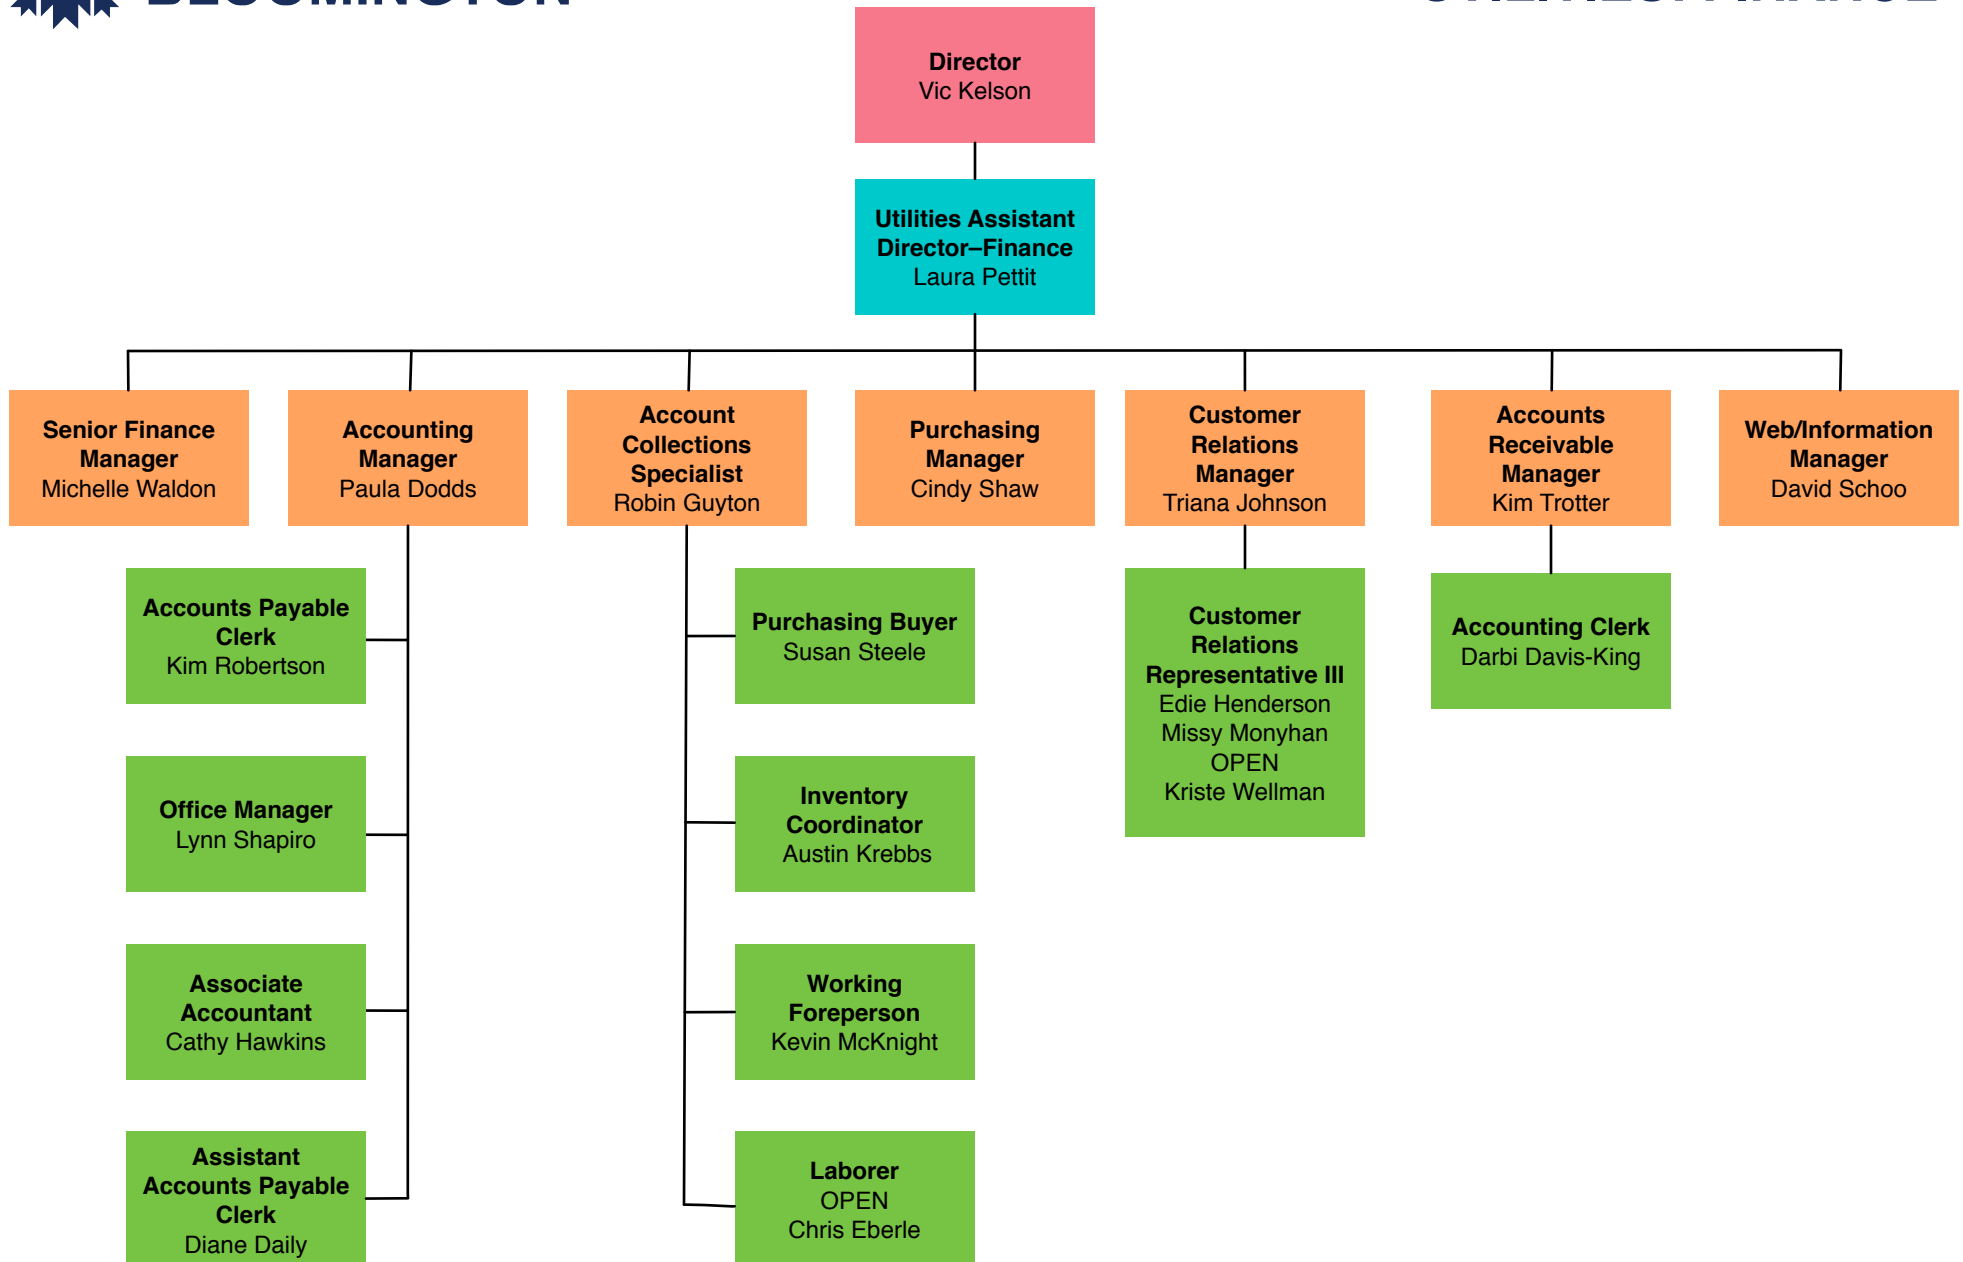 BLOOMINGTON
Director
Vic Kelson
Utilities Assistant
Director–Finance
Laura Pettit
Senior Finance
Manager
Michelle Waldon
Accounting
Manager
Paula Dodds
Account
Collections
Specialist
Robin Guyton
Purchasing
Manager
Cindy Shaw
Customer
Relations
Manager
Triana Johnson
Accounts
Receivable
Manager
Kim Trotter
Web/Information
Manager
David Schoo
Accounts Payable
Clerk
Kim Robertson
Purchasing Buyer
Susan Steele
Customer
Relations
Representative III
Edie Henderson
Missy Monyhan
OPEN
Kriste Wellman
Accounting Clerk
Darbi Davis-King
Office Manager
Lynn Shapiro
Inventory
Coordinator
Austin Krebbs
Associate
Accountant
Cathy Hawkins
Working
Foreperson
Kevin McKnight
Assistant
Accounts Payable
Clerk
Diane Daily
Laborer
OPEN
Chris Eberle